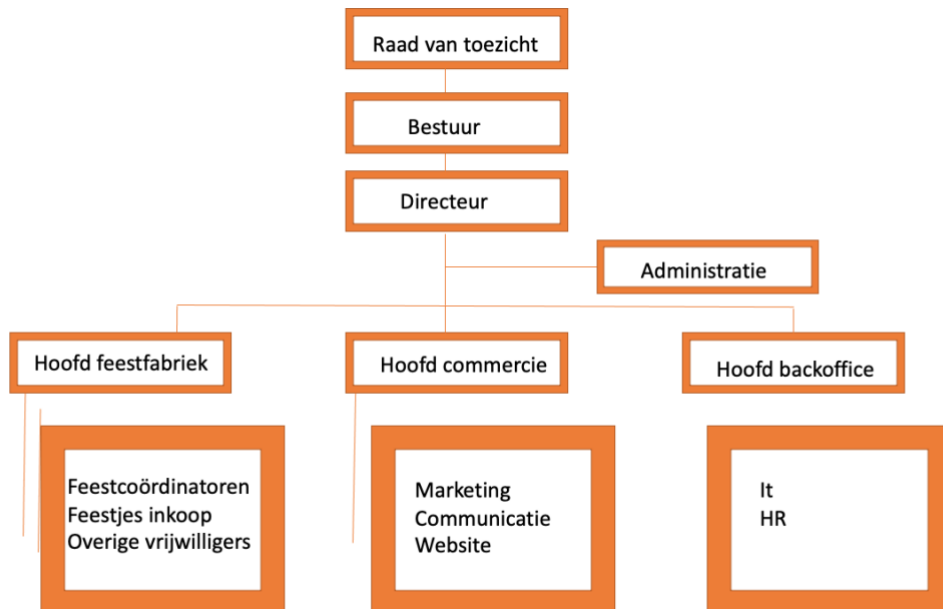 Raad van toezicht
Bestuur
Directeur
Administratie
Hoofd feestfabriek
Hoofd commercie
Hoofd backoffice
Feestcoördinatoren
Feestjes inkoop
Overige vrijwilligers
Marketing
Communicatie
Website
It
HR